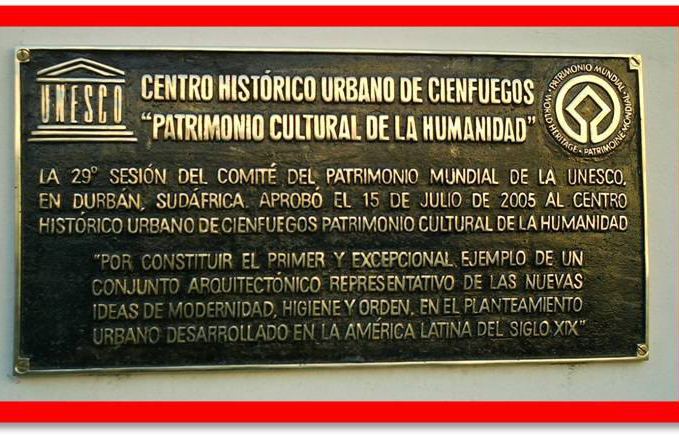 UNESCO
CENTRO HISTÓRICO URBANO DE CIENFUEGOS
"PATRIMONIO CULTURAL DE LA HUMANIDAD"
PATRIMONIO MUNDIAL • WORLD HERITAGE • PATRIMOINE MONDIAL
LA 29º SESIÓN DEL COMITÉ DEL PATRIMONIO MUNDIAL DE LA UNESCO,
EN DURBÁN, SUDÁFRICA, APROBÓ EL 15 DE JULIO DE 2005 AL CENTRO
HISTÓRICO URBANO DE CIENFUEGOS PATRIMONIO CULTURAL DE LA HUMANIDAD
"POR CONSTITUIR EL PRIMER Y EXCEPCIONAL EJEMPLO DE UN
CONJUNTO ARQUITECTÓNICO REPRESENTATIVO DE LAS NUEVAS
IDEAS DE MODERNIDAD, HIGIENE Y ORDEN, EN EL PLANTEAMIENTO
URBANO DESARROLLADO EN LA AMÉRICA LATINA DEL SIGLO XIX"